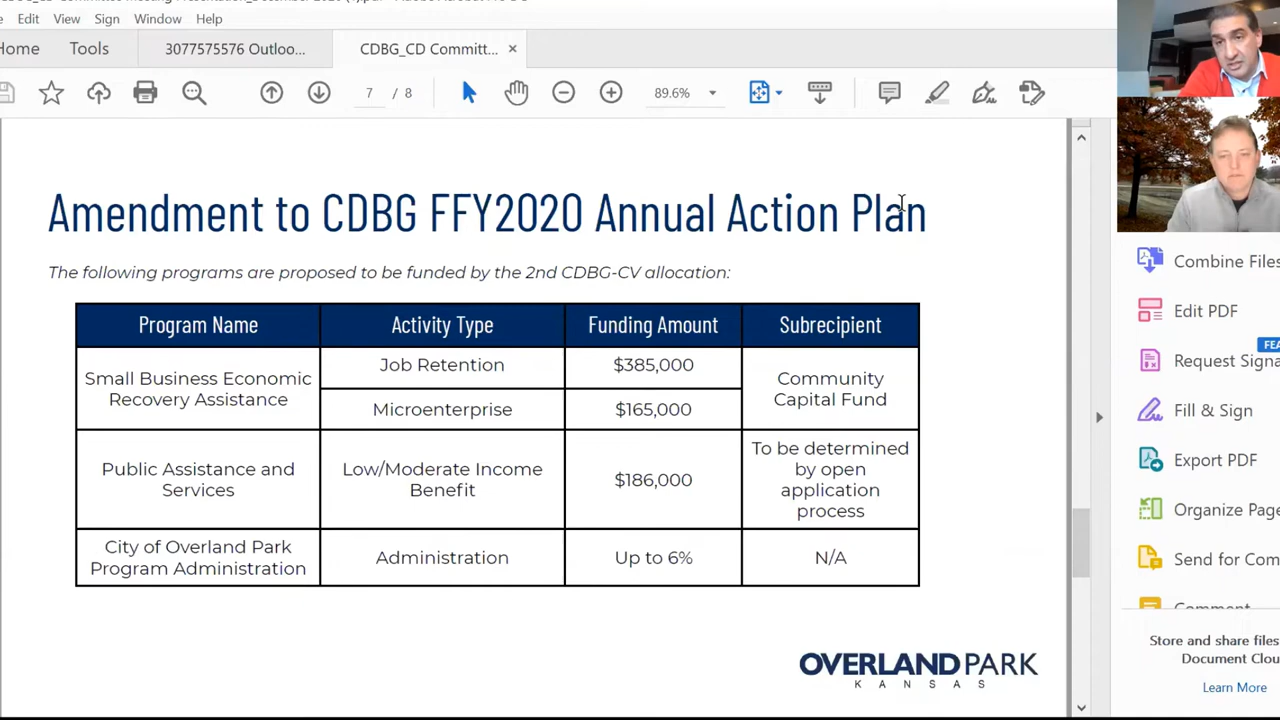 Edit View Sign Window Help
Home Tools 3077575576 Outloo... CDBG_CD Committ... ×
7 / 8 89.6%
Amendment to CDBG FFY2020 Annual Action Plan
The following programs are proposed to be funded by the 2nd CDBG-CV allocation:
Program Name Activity Type Funding Amount Subrecipient
Small Business Economic
Recovery Assistance
Job Retention $385,000
Microenterprise $165,000
Community
Capital Fund
Public Assistance and
Services
Low/Moderate Income
Benefit
$186,000
To be determined
by open
application
process
City of Overland Park
Program Administration
Administration Up to 6% N/A
OVERLAND PARK
KANSAS
Combine Files
Edit PDF
Request Signa
Fill & Sign
Export PDF
Organize Page
Send for Com
Comment
Store and share files
Document Clou
Learn More